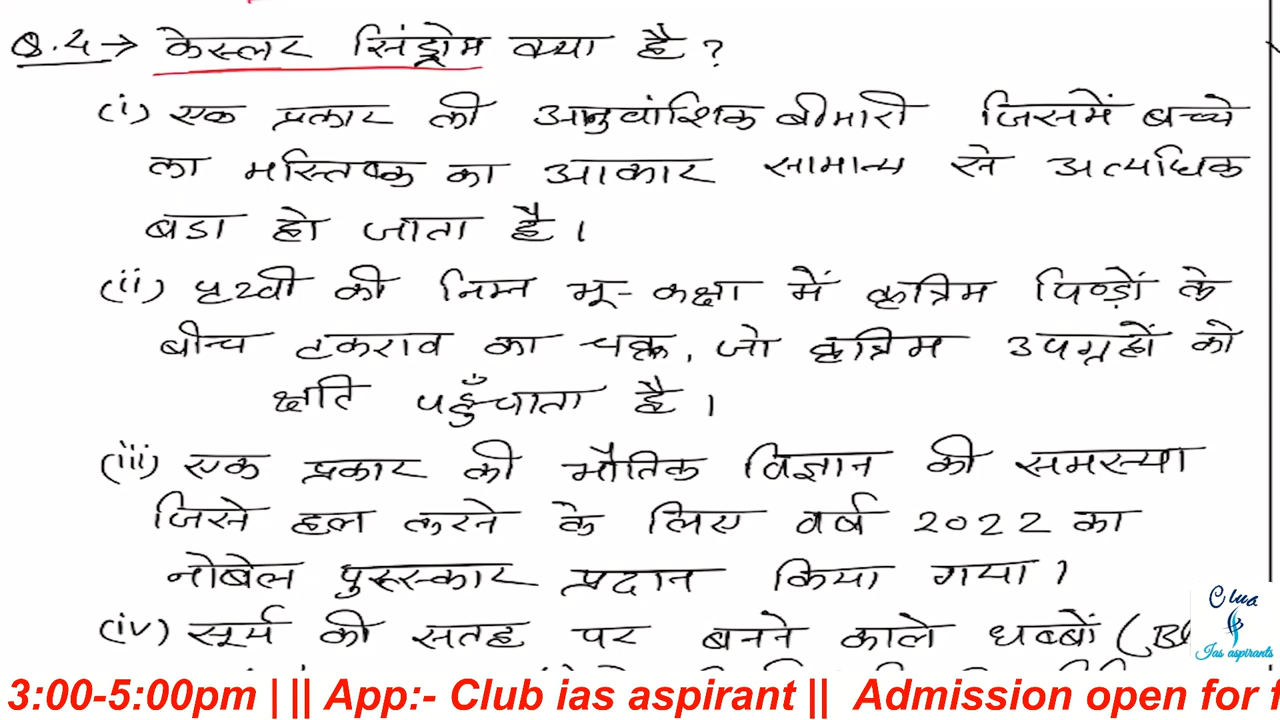 Q.4→ केस्लर सिंड्रोम क्या है?
(i) एक प्रकार की आनुवांशिक बीमारी जिसमें बच्चे
का मस्तिष्क का आकार सामान्य से अत्यधिक
बडा हो जाता है।
(ii) पृथ्वी की निम्न भू-कक्षा में कृत्रिम पिण्ड़ों के
बीच टकराव का चक्र, जो कृत्रिम उपग्रहों को
क्षति पहुँचाता है।
(iii) एक प्रकार की भौतिक विज्ञान की समस्या
जिसे हल करने के लिए वर्ष 2022 का
नोबेल पुरूस्कार प्रदान किया गया।
(iv) सूर्य की सतह पर बनने काले धब्बों (
Club
Ias aspirants
3:00-5:00pm | || App:- Club ias aspirant || Admission open for f